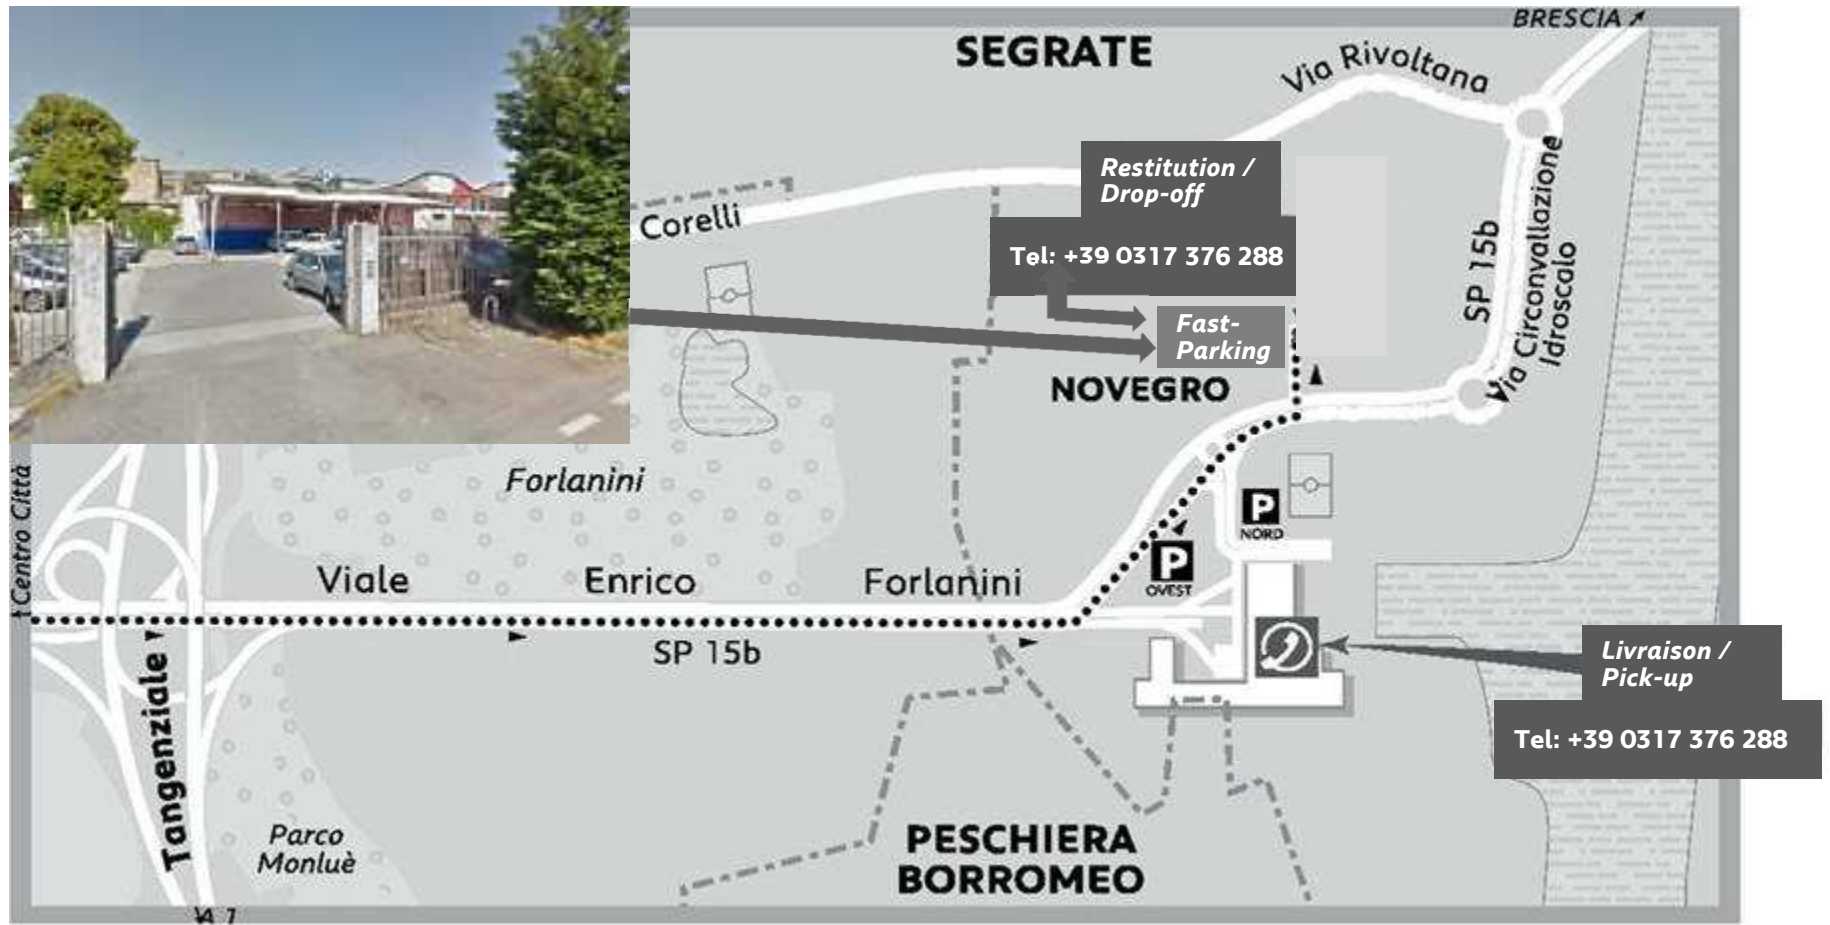 BRESCIA
SEGRATE
Via Rivoltana
Restitution /
Drop-off
Corelli
Tel: +39 0317 376 288
SP 15b
Via Circonvallazione
Idroscalo
Fast-
Parking
NOVEGRO
Centro Città
Forlanini
P
NORD
P
OVEST
Viale Enrico Forlanini
SP 15b
Tangenziale
Livraison /
Pick-up
Tel: +39 0317 376 288
Parco
Monluè
PESCHIERA
BORROMEO